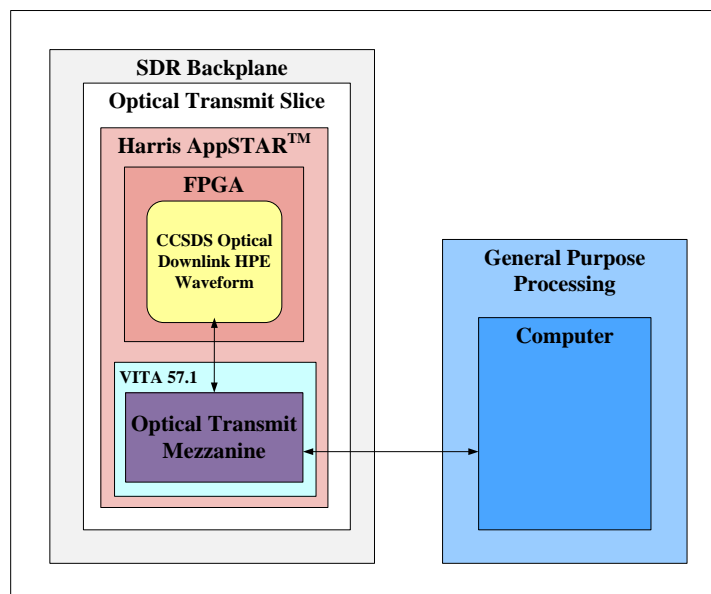 SDR Backplane
Optical Transmit Slice
Harris AppSTAR™
FPGA
CCSDS Optical
Downlink HPE
Waveform
VITA 57.1
Optical Transmit
Mezzanine
General Purpose
Processing
Computer